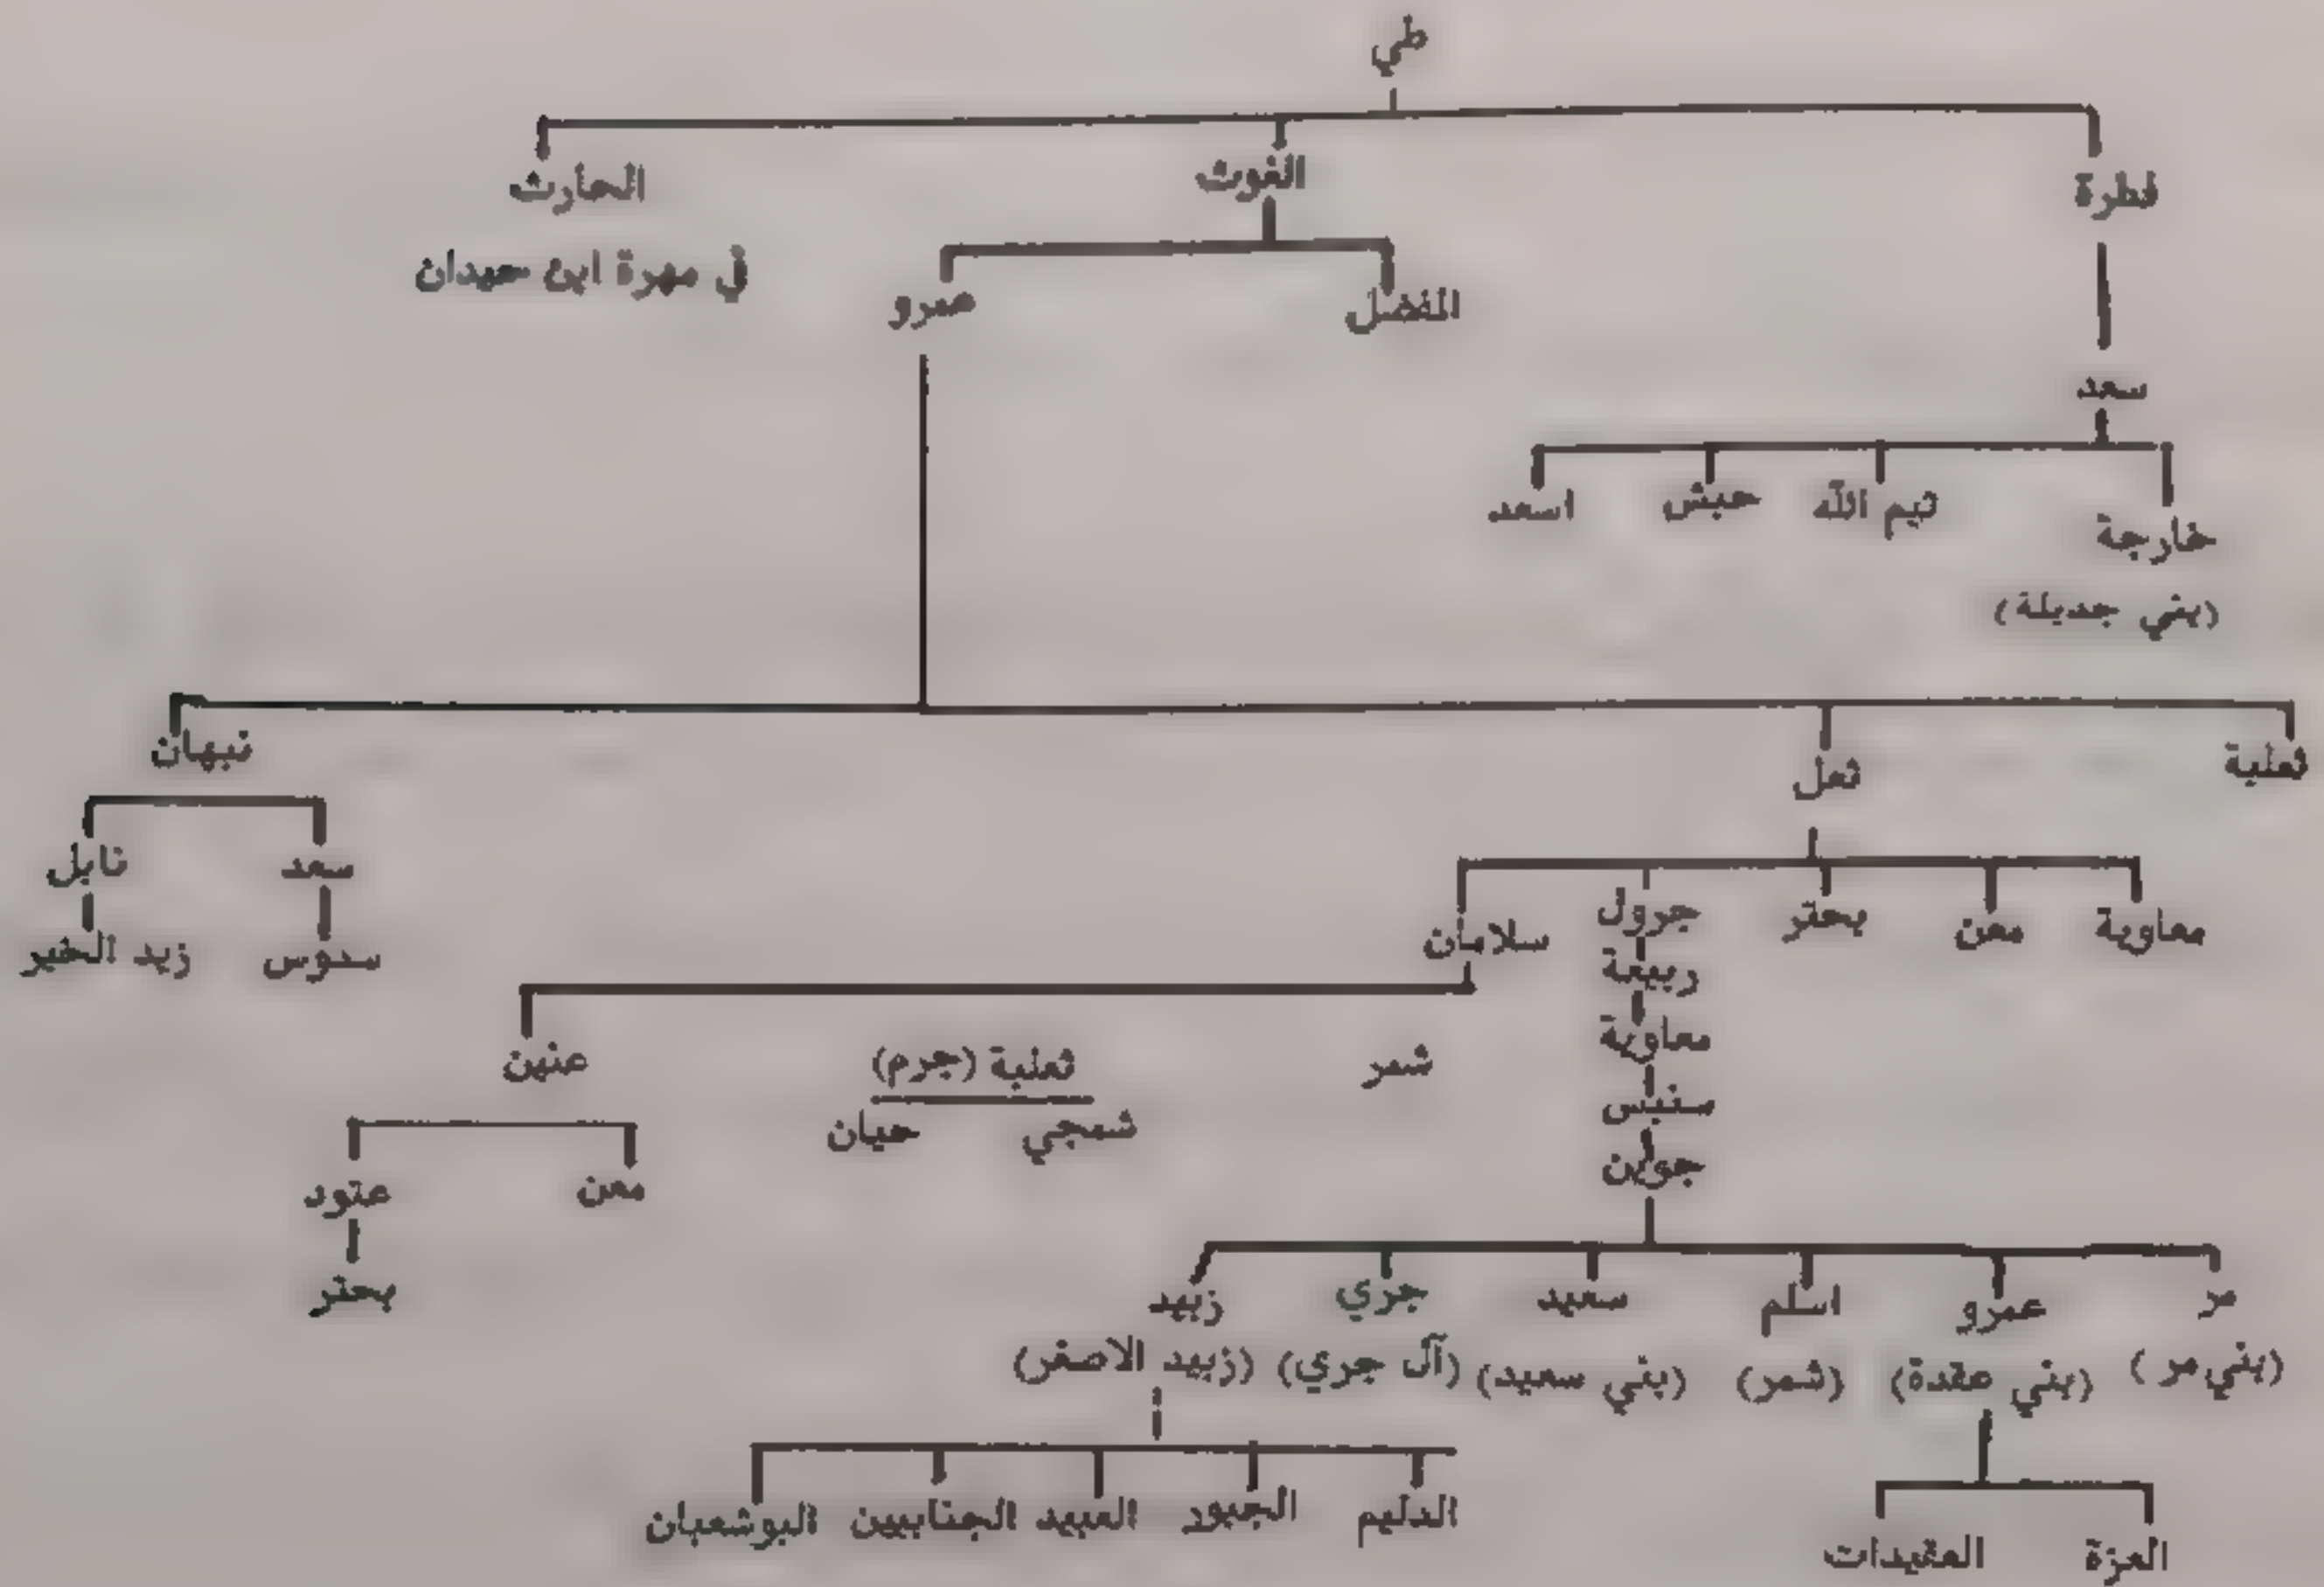 طي
قطرة الغوث الحارث
في مهرة ابن حيدان
المفضل عمرو
سعد
خارجة تيم الله حبش اسعد
(بني جديلة)
ثعلبة ثعل نبهان
سعد نابل
معاوية معن بحتر جرول سلامان
سدوس زيد الخير
ربيعة
معاوية
سنبس
جوين
شمر ثعلبة (جرم) عنين
شمجي حيان
معن عتود
بحتر
مر عمرو اسلم سعيد جري زبيد
(بني مر) (بني عقدة) (شمر) (بني سعيد) (آل جري) (زبيد الاصغر)
الدليم الجبور العبيد الجنابيين البوشعبان
العزة العقيدات